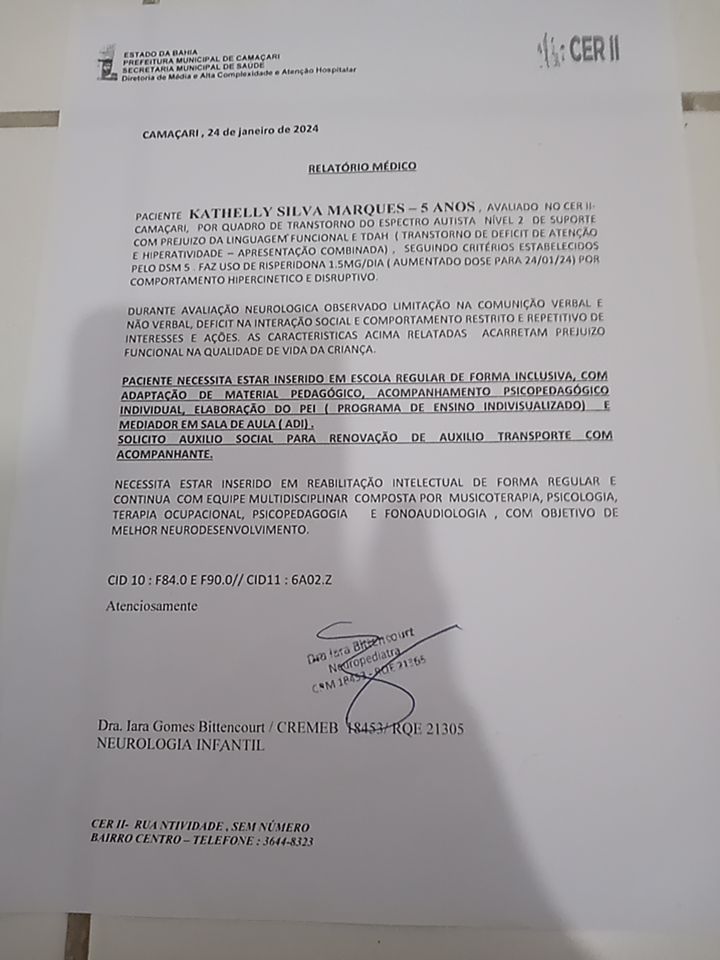 ESTADO DA BAHIA
PREFEITURA MUNICIPAL DE CAMAÇARI
SECRETARIA MUNICIPAL DE SAÚDE
Diretoria de Média e Alta Complexidade e Atenção Hospitalar
CER II
CAMAÇARI , 24 de janeiro de 2024
RELATÓRIO MÉDICO
PACIENTE KATHELLY SILVA MARQUES – 5 ANOS , AVALIADO NO CER II-
CAMAÇARI, POR QUADRO DE TRANSTORNO DO ESPECTRO AUTISTA NÍVEL 2 DE SUPORTE
COM PREJUIZO DA LINGUAGEM FUNCIONAL E TDAH ( TRANSTORNO DE DEFICIT DE ATENÇÃO
E HIPERATIVIDADE – APRESENTAÇÃO COMBINADA) , SEGUINDO CRITÉRIOS ESTABELECIDOS
PELO DSM 5 . FAZ USO DE RISPERIDONA 1.5MG/DIA ( AUMENTADO DOSE PARA 24/01/24) POR
COMPORTAMENTO HIPERCINETICO E DISRUPTIVO.
DURANTE AVALIAÇÃO NEUROLOGICA OBSERVADO LIMITAÇÃO NA COMUNIÇÃO VERBAL E
NÃO VERBAL, DEFICIT NA INTERAÇÃO SOCIAL E COMPORTAMENTO RESTRITO E REPETITIVO DE
INTERESSES E AÇÕES. AS CARACTERISTICAS ACIMA RELATADAS ACARRETAM PREJUIZO
FUNCIONAL NA QUALIDADE DE VIDA DA CRIANÇA.
PACIENTE NECESSITA ESTAR INSERIDO EM ESCOLA REGULAR DE FORMA INCLUSIVA, COM
ADAPTAÇÃO DE MATERIAL PEDAGÓGICO, ACOMPANHAMENTO PSICOPEDAGÓGICO
INDIVIDUAL, ELABORAÇÃO DO PEI ( PROGRAMA DE ENSINO INDIVISUALIZADO) E
MEDIADOR EM SALA DE AULA ( ADI) .
SOLICITO AUXILIO SOCIAL PARA RENOVAÇÃO DE AUXILIO TRANSPORTE COM
ACOMPANHANTE.
NECESSITA ESTAR INSERIDO EM REABILITAÇÃO INTELECTUAL DE FORMA REGULAR E
CONTINUA COM EQUIPE MULTIDISCIPLINAR COMPOSTA POR MUSICOTERAPIA, PSICOLOGIA,
TERAPIA OCUPACIONAL, PSICOPEDAGOGIA E FONOAUDIOLOGIA , COM OBJETIVO DE
MELHOR NEURODESENVOLVIMENTO.
CID 10 : F84.0 E F90.0// CID11 : 6A02.Z
Atenciosamente
Dra Iara Bittencourt
Neuropediatra
CRM 18453 - RQE 21365
Dra. Iara Gomes Bittencourt / CREMEB 18453/ RQE 21305
NEUROLOGIA INFANTIL
CER II- RUA NTIVIDADE , SEM NÚMERO
BAIRRO CENTRO – TELEFONE : 3644-8323